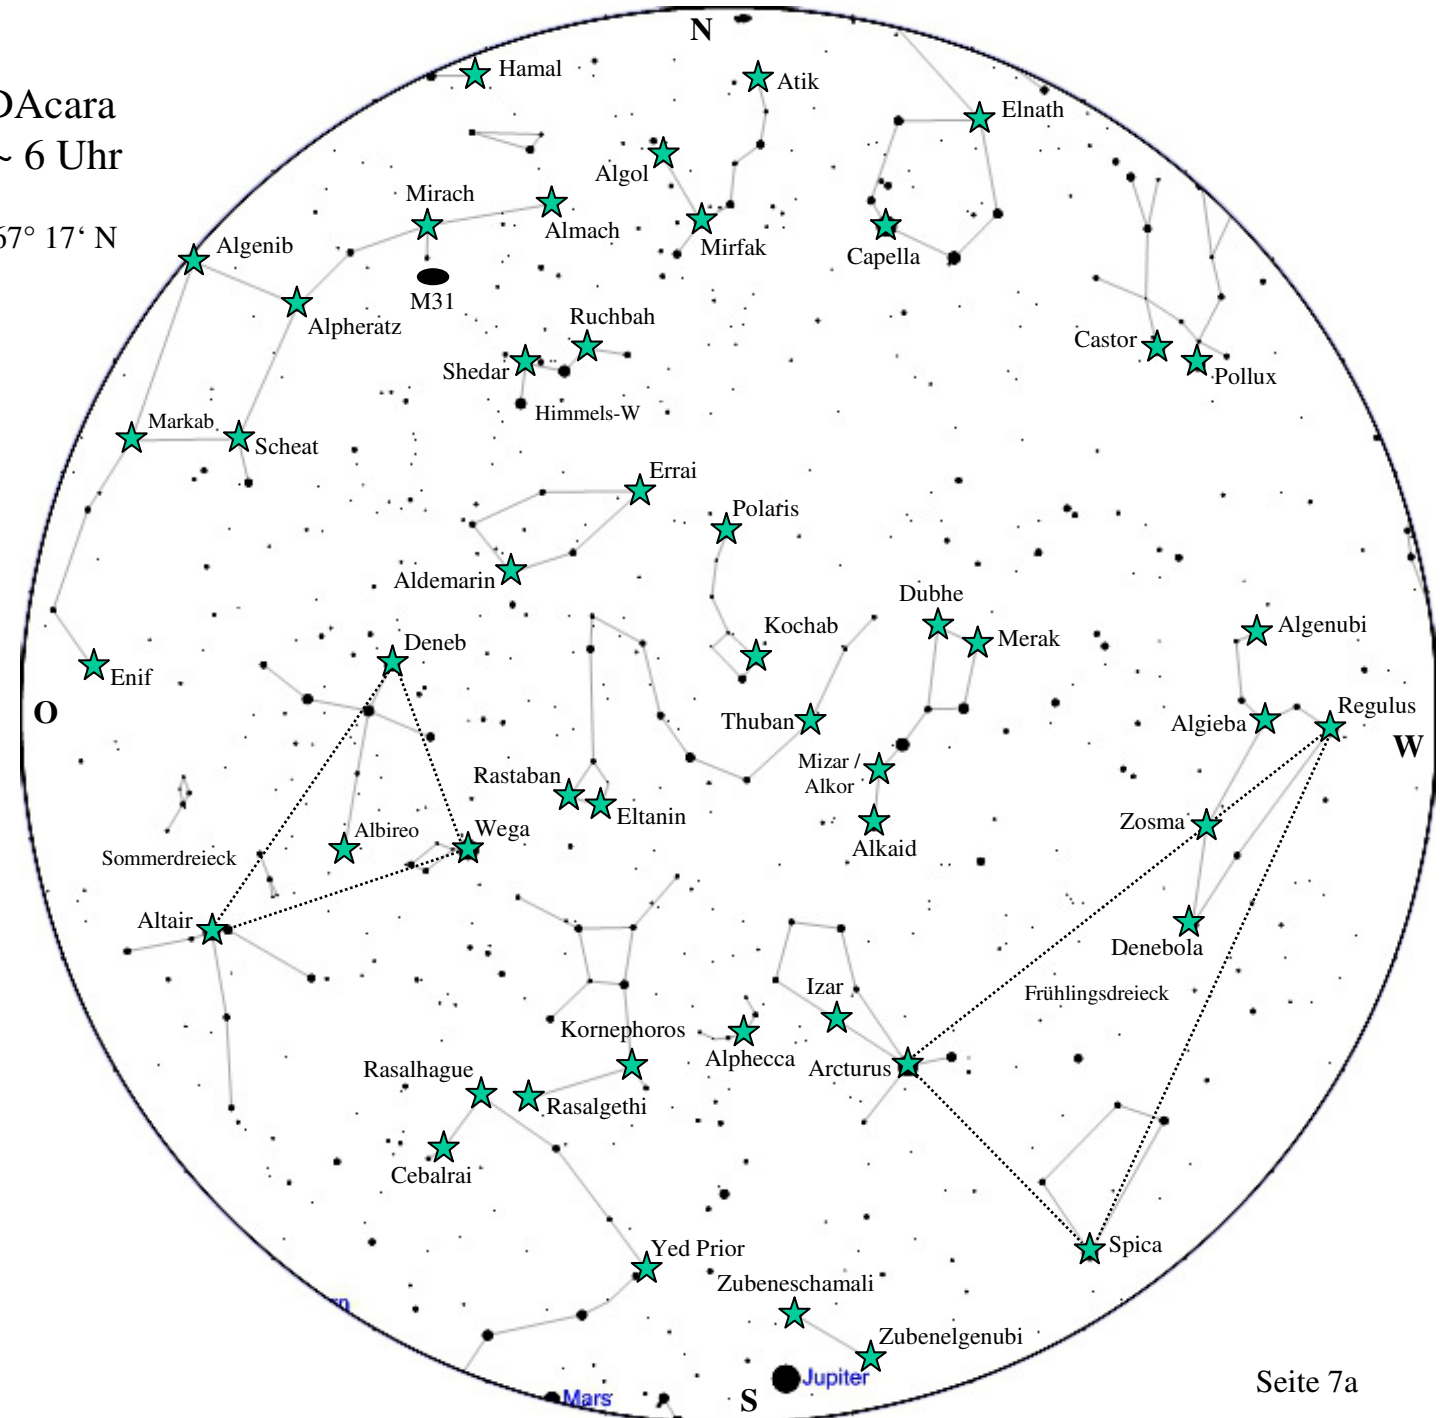 N
Hamal
Atik
DAcara
Elnath
~ 6 Uhr
Algol
Mirach
Almach
67° 17‘ N
Algenib
Mirfak
Capella
M31
Alpheratz
Ruchbah
Castor
Shedar
Pollux
Himmels-W
Markab
Scheat
Errai
Polaris
Aldemarin
Dubhe
Kochab
Algenubi
Deneb
Merak
Enif
Regulus
O
Thuban
Algieba
W
Mizar /
Alkor
Rastaban
Eltanin
Zosma
Albireo
Wega
Alkaid
Sommerdreieck
Altair
Denebola
Izar
Frühlingsdreieck
Kornephoros
Alphecca
Arcturus
Rasalhague
Rasalgethi
Cebalrai
Spica
Yed Prior
Zubeneschamali
rn
Zubenelgenubi
Jupiter
Seite 7a
Mars
S